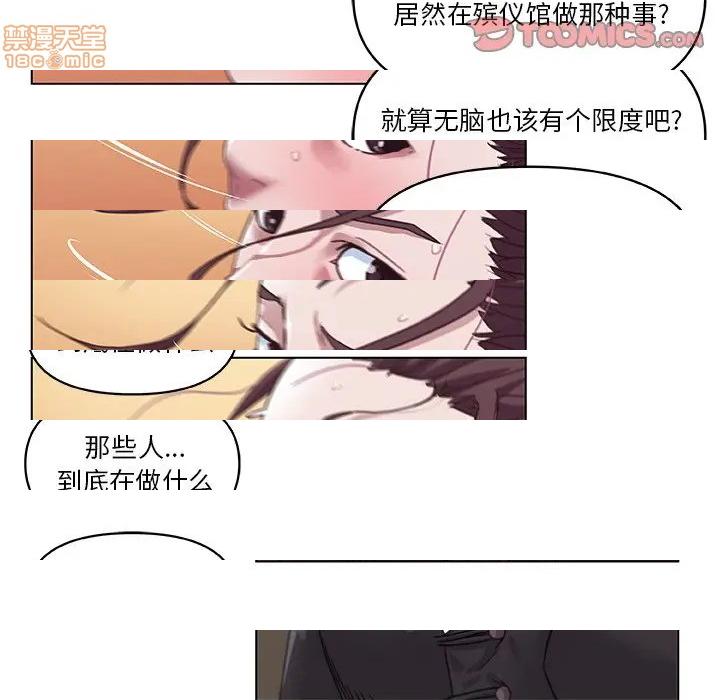 居然在殡仪馆做那种事?
禁漫天堂
18comic
TOOMICS.COM
就算无脑也该有个限度吧?
那些人...
到底在做什么